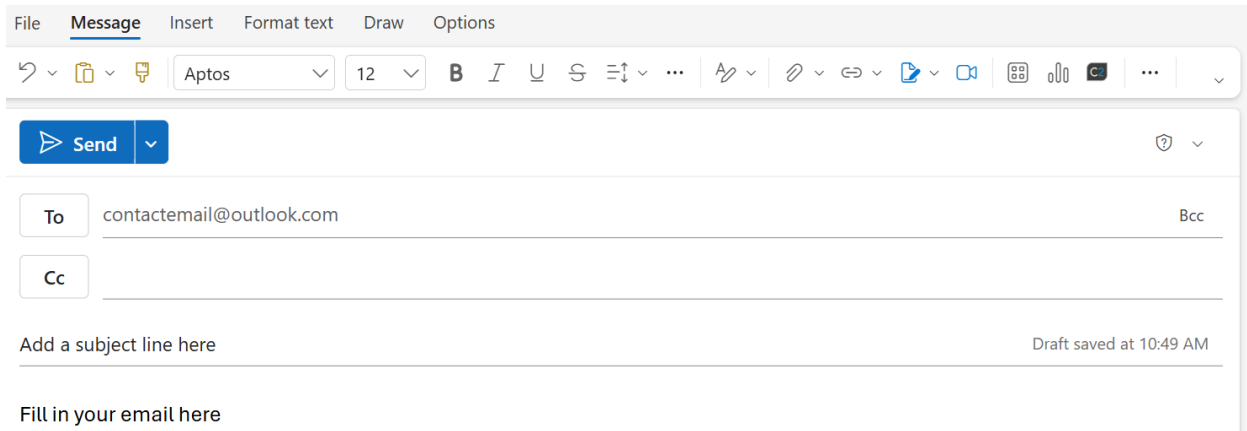 File Message Insert Format text Draw Options
Aptos 12 B I U S
C2
Send
To contactemail@outlook.com Bcc
Cc
Add a subject line here Draft saved at 10:49 AM
Fill in your email here